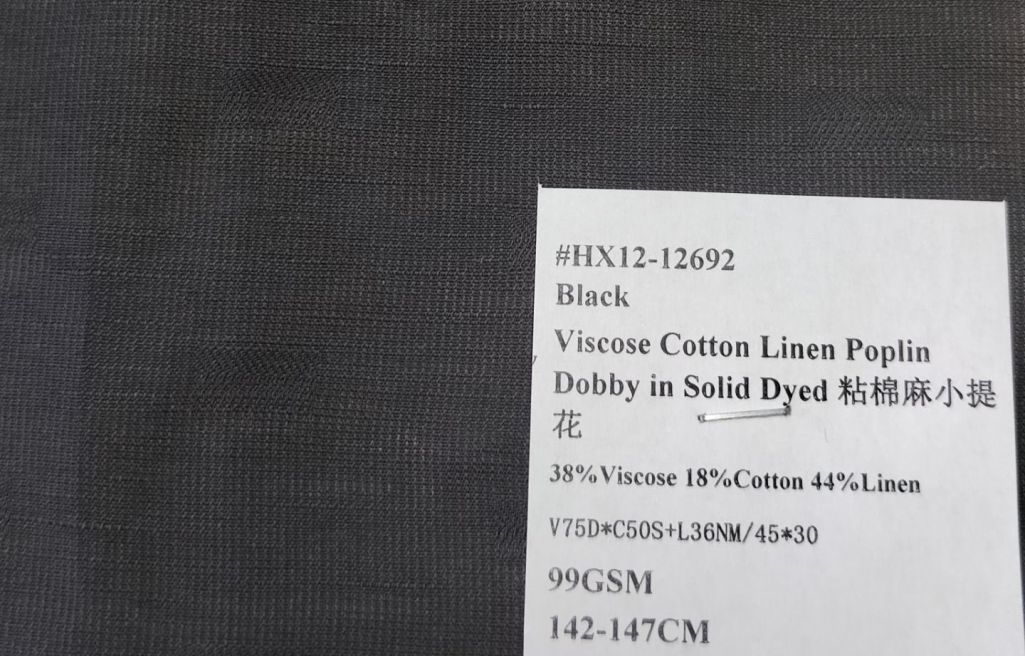 #HX12-12692
Black
Viscose Cotton Linen Poplin
Dobby in Solid Dyed 粘棉麻小提
花
38%Viscose 18%Cotton 44%Linen
V75D*C50S+L36NM/45*30
99GSM
142-147CM